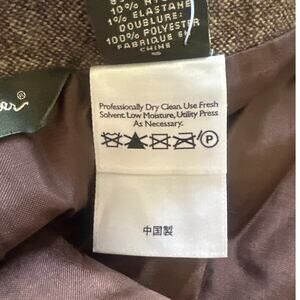 1% ELASTANE
DOUBLURE:
100% POLYESTER
FABRIQUÉ EN
CHINE
Professionally Dry Clean. Use Fresh
Solvent. Low Moisture, Utility Press
As Necessary.
P
中国製